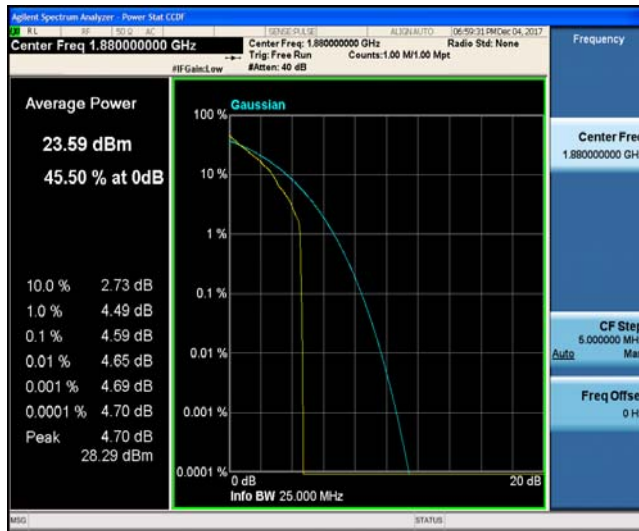 Agilent Spectrum Analyzer - Power Stat CCDF
RL RF 50 Ω AC SENSE:PULSE ALIGNAUTO 06:59:31 PM Dec 04, 2017
Center Freq 1.880000000 GHz
Center Freq: 1.880000000 GHz Radio Std: None
Trig: Free Run Counts:1.00 M/1.00 Mpt
#IFGain:Low #Atten: 40 dB
Frequency
Average Power
23.59 dBm
45.50 % at 0dB
10.0 % 2.73 dB
1.0 % 4.49 dB
0.1 % 4.59 dB
0.01 % 4.65 dB
0.001 % 4.69 dB
0.0001 % 4.70 dB
Peak 4.70 dB
28.29 dBm
Gaussian
100 %
10 %
1 %
0.1 %
0.01 %
0.001 %
0.0001 %
0 dB 20 dB
Info BW 25.000 MHz
Center Fre
1.880000000 GH
CF Step
5.000000 MH
Auto Ma
Freq Offse
0 H
MSG STATUS